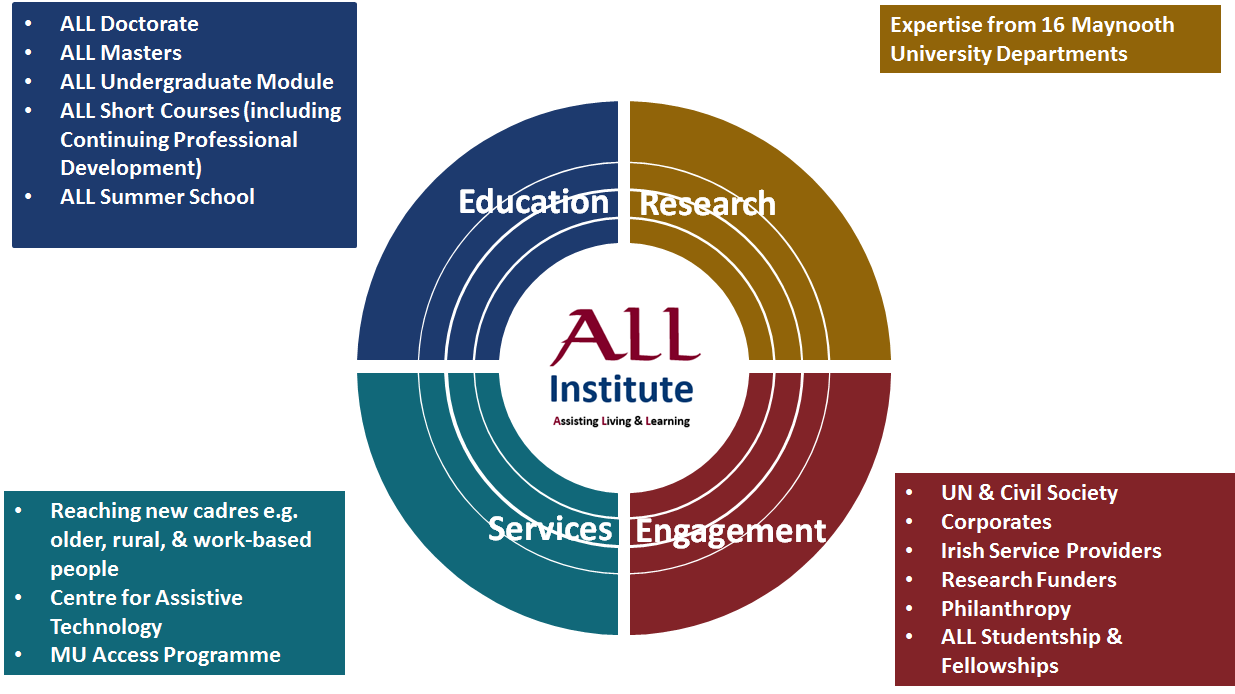 • ALL Doctorate
• ALL Masters
• ALL Undergraduate Module
• ALL Short Courses (including
Continuing Professional
Development)
• ALL Summer School
Expertise from 16 Maynooth
University Departments
Education
Research
ALL
Institute
Assisting Living & Learning
Services
Engagement
• Reaching new cadres e.g.
older, rural, & work-based
people
• Centre for Assistive
Technology
• MU Access Programme
• UN & Civil Society
• Corporates
• Irish Service Providers
• Research Funders
• Philanthropy
• ALL Studentship &
Fellowships